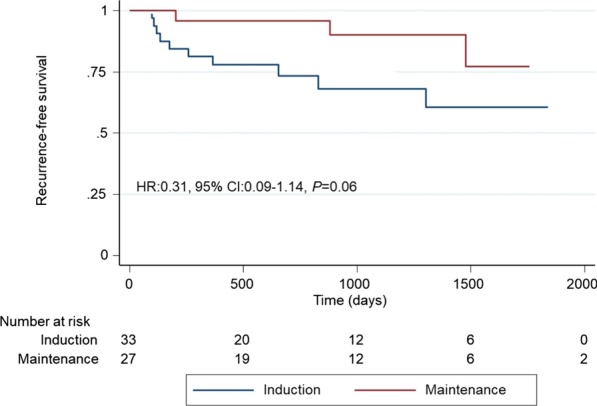 1
.75
.5
.25
0
Recurrence-free survival
HR:0.31, 95% CI:0.09-1.14, P=0.06
0 500 1000 1500 2000
Time (days)
Number at risk
Induction 33 20 12 6 0
Maintenance 27 19 12 6 2
Induction Maintenance